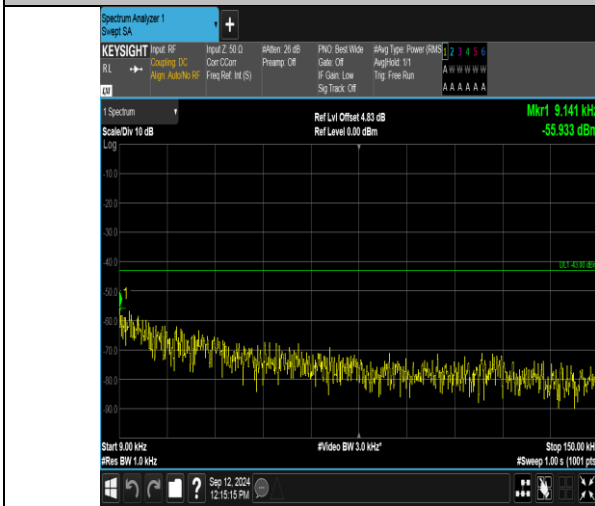 Spectrum Analyzer 1
Swept SA
+
KEYSIGHT
RL
Input: RF
Coupling: DC
Align: Auto/No RF
Input Z: 50 Ω
Corr CCorr
Freq Ref: Int (S)
#Atten: 26 dB
Preamp: Off
PNO: Best Wide
Gate: Off
IF Gain: Low
Sig Track: Off
#Avg Type: Power (RMS
Avg|Hold: 1/1
Trig: Free Run
1 2 3 4 5 6
A W W W W W
A A A A A A
1 Spectrum
Scale/Div 10 dB
Log
Ref Lvl Offset 4.83 dB
Ref Level 0.00 dBm
Mkr1 9.141 kHz
-55.933 dBm
-10.0
-20.0
-30.0
-40.0
DL1 -43.00 dBm
-50.0
1
-60.0
-70.0
-80.0
-90.0
Start 9.00 kHz
#Res BW 1.0 kHz
#Video BW 3.0 kHz*
Stop 150.00 kHz
#Sweep 1.00 s (1001 pts
?
Sep 12, 2024
12:15:15 PM